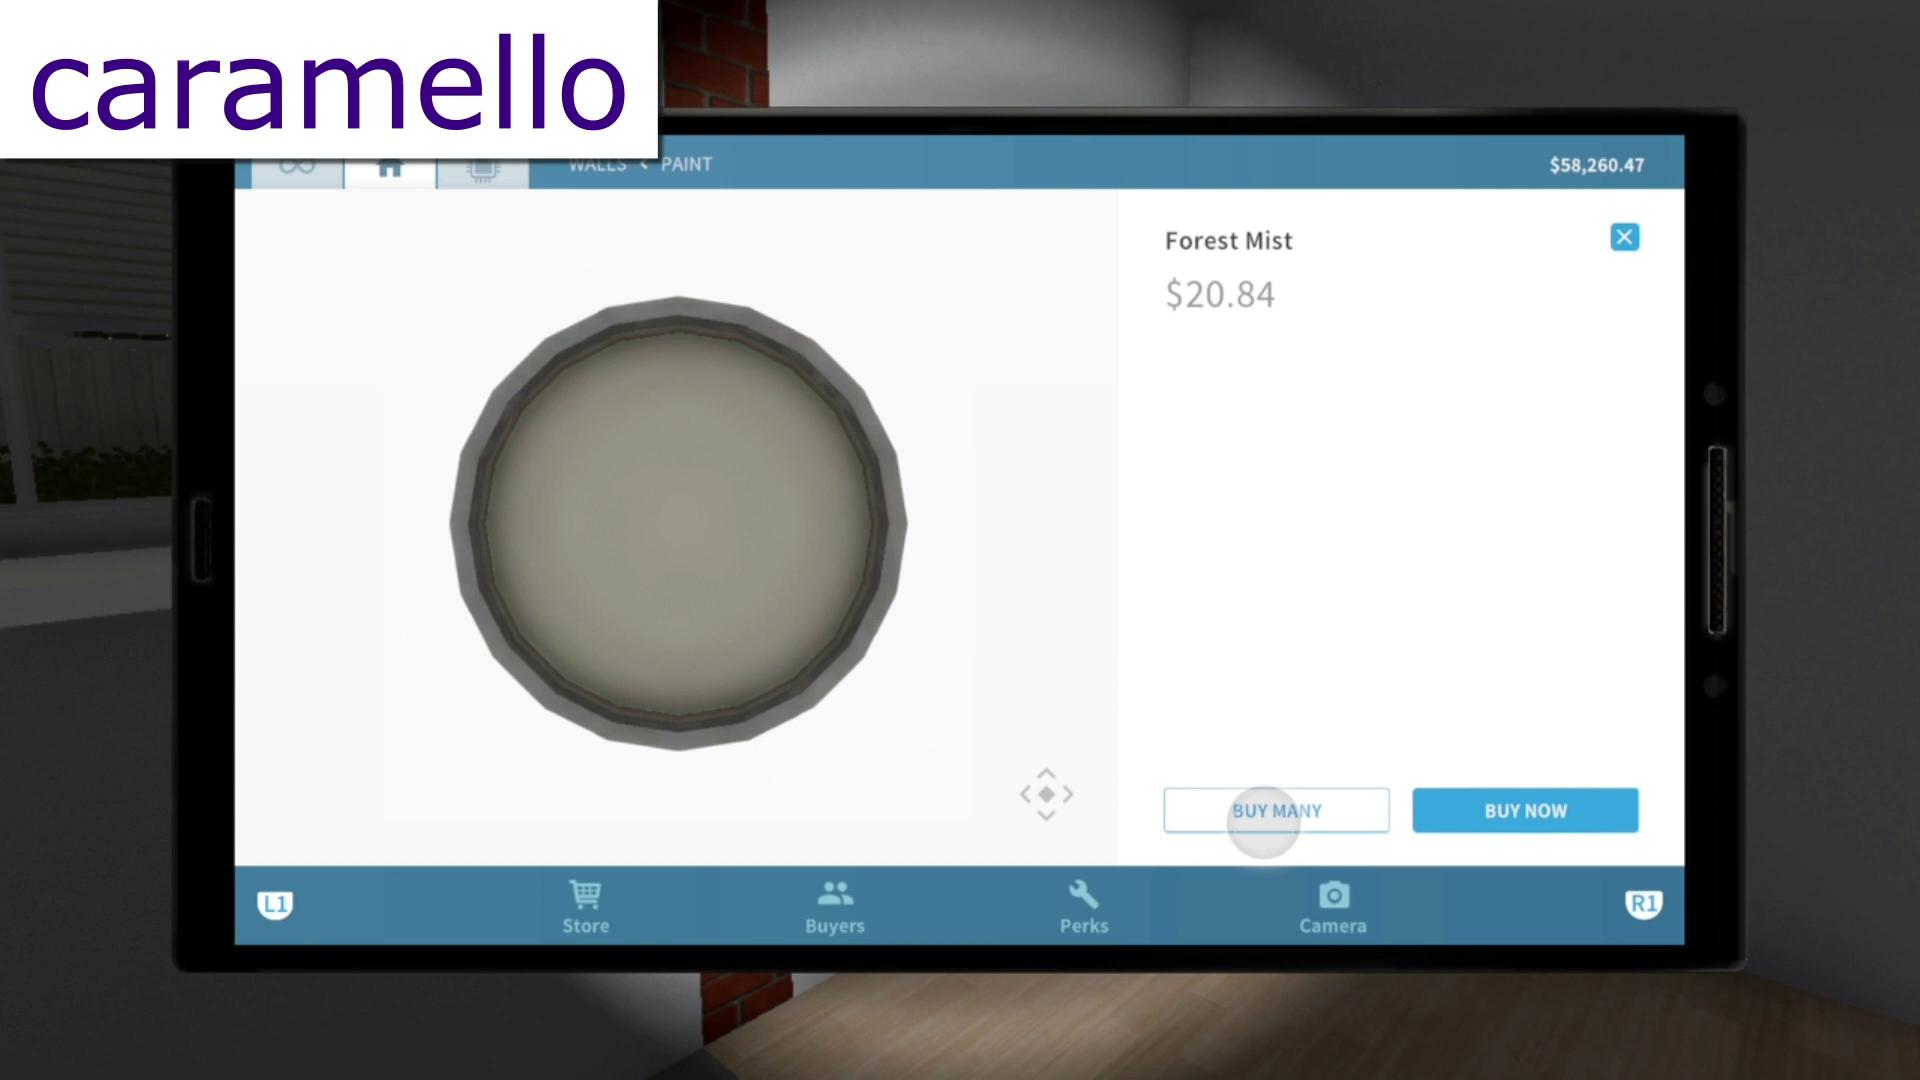 caramello
WALLS < PAINT
$58,260.47
Forest Mist
$20.84
BUY MANY
BUY NOW
L1
Store
Buyers
Perks
Camera
R1